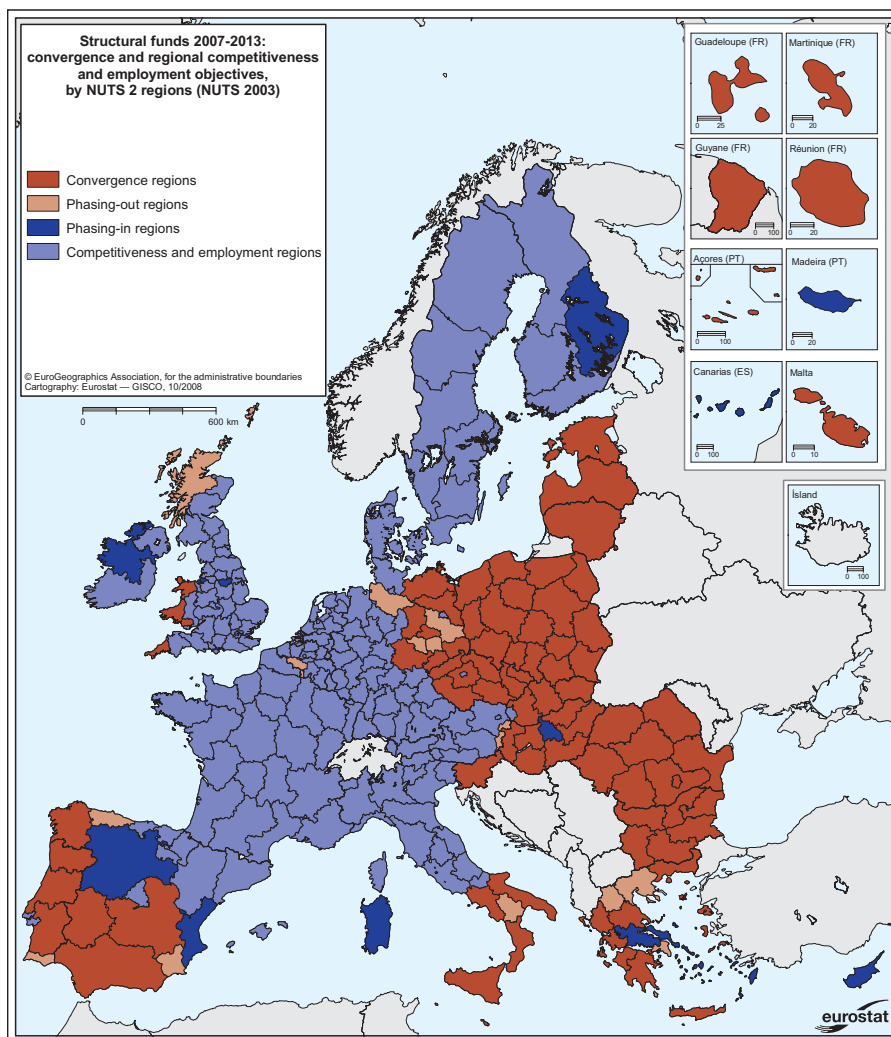 Structural funds 2007-2013:
convergence and regional competitiveness
and employment objectives,
by NUTS 2 regions (NUTS 2003)
Convergence regions
Phasing-out regions
Phasing-in regions
Competitiveness and employment regions
© EuroGeographics Association, for the administrative boundaries
Cartography: Eurostat — GISCO, 10/2008
0 600 km
Guadeloupe (FR)
0 25
Martinique (FR)
0 20
Guyane (FR)
0 100
Réunion (FR)
0 20
Açores (PT)
0 100
Madeira (PT)
0 20
Canarias (ES)
0 100
Malta
0 10
Ísland
0 100
eurostat